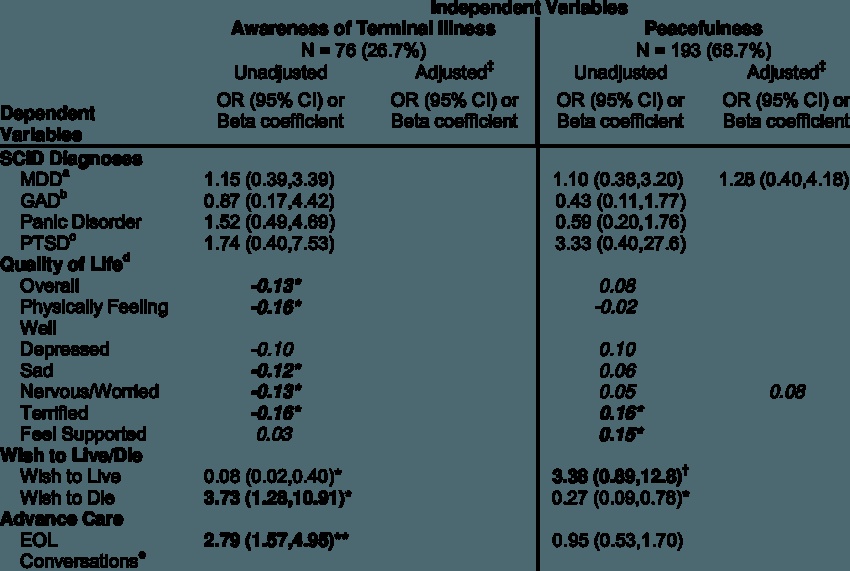 Independent Variables
Awareness of Terminal Illness Peacefulness
N = 76 (26.7%) N = 193 (68.7%)
Unadjusted Adjusted‡ Unadjusted Adjusted‡
Dependent Variables OR (95% CI) or Beta coefficient OR (95% CI) or Beta coefficient OR (95% CI) or Beta coefficient OR (95% CI) or Beta coefficient
SCID Diagnoses
MDDᵃ 1.15 (0.39,3.39) 1.10 (0.38,3.20) 1.28 (0.40,4.18)
GADᵇ 0.87 (0.17,4.42) 0.43 (0.11,1.77)
Panic Disorder 1.52 (0.49,4.69) 0.59 (0.20,1.76)
PTSDᶜ 1.74 (0.40,7.53) 3.33 (0.40,27.6)
Quality of Lifeᵈ
Overall -0.13* 0.08
Physically Feeling -0.16* -0.02
Well
Depressed -0.10 0.10
Sad -0.12* 0.06
Nervous/Worried -0.13* 0.05 0.08
Terrified -0.16* 0.16*
Feel Supported 0.03 0.15*
Wish to Live/Die
Wish to Live 0.08 (0.02,0.40)* 3.38 (0.89,12.8)†
Wish to Die 3.73 (1.28,10.91)* 0.27 (0.09,0.78)*
Advance Care
EOL 2.79 (1.57,4.95)** 0.95 (0.53,1.70)
Conversationsᵉ